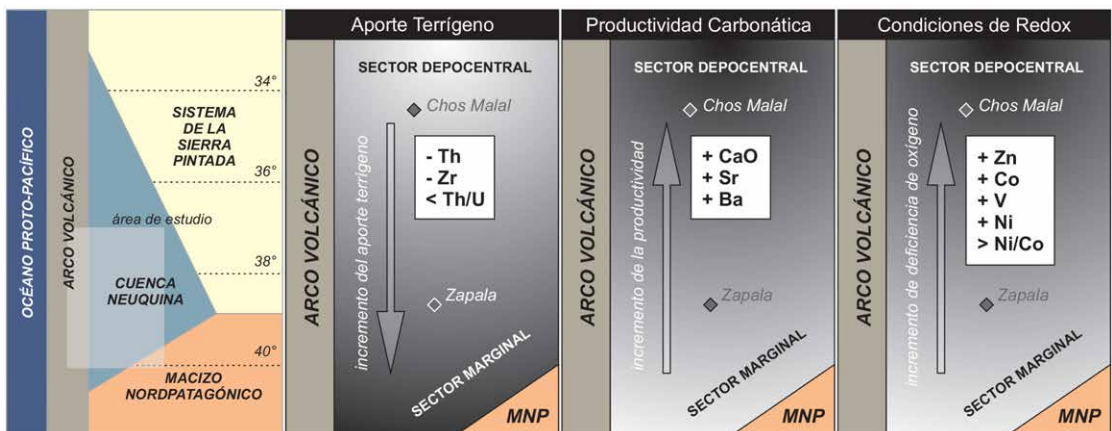 OCÉANO PROTO-PACÍFICO
ARCO VOLCÁNICO
34°
SISTEMA
DE LA
SIERRA
PINTADA
36°
área de estudio
38°
CUENCA
NEUQUINA
40°
MACIZO
NORDPATAGÓNICO
Aporte Terrígeno
ARCO VOLCÁNICO
SECTOR DEPOCENTRAL
Chos Malal
incremento del aporte terrígeno
- Th
- Zr
< Th/U
Zapala
SECTOR MARGINAL
MNP
Productividad Carbonática
ARCO VOLCÁNICO
SECTOR DEPOCENTRAL
Chos Malal
incremento de la productividad
+ CaO
+ Sr
+ Ba
Zapala
SECTOR MARGINAL
MNP
Condiciones de Redox
ARCO VOLCÁNICO
SECTOR DEPOCENTRAL
Chos Malal
incremento de deficiencia de oxígeno
+ Zn
+ Co
+ V
+ Ni
> Ni/Co
Zapala
SECTOR MARGINAL
MNP